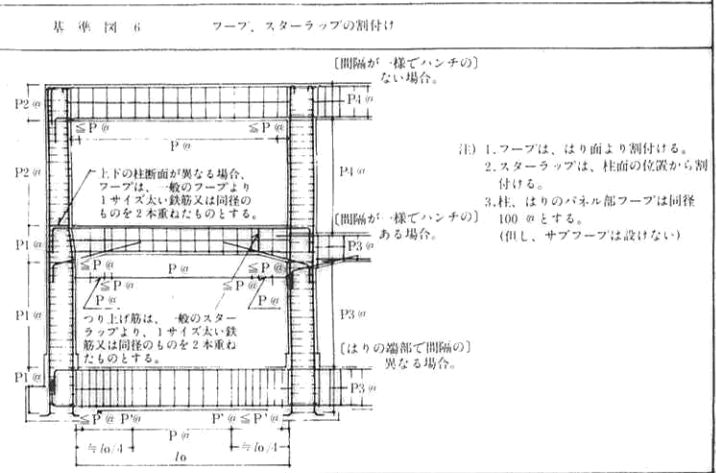 基準図 6　フープ、スターラップの割付け
〔間隔が一様でハンチの〕
ない場合。
P2@
P4@
≦P@
≦P@
P@
注) 1.フープは、はり面より割付ける。
2.スターラップは、柱面の位置から割
付ける。
3.柱、はりのパネル部フープは同径
100 @とする。
(但し、サブフープは設けない)
P2@
P4@
上下の柱断面が異なる場合、
フープは、一般のフープより
1サイズ太い鉄筋又は同径の
ものを2本重ねたものとする。
〔間隔が一様でハンチの〕
ある場合。
P1@
P3@
≦P@
P@
≦P@
P@
P@
P1@
P3@
つり上げ筋は、一般のスター
ラップより、1サイズ太い鉄
筋又は同径のものを2本重ね
たものとする。
〔はりの端部で間隔の〕
異なる場合。
P1@
P3@
≦P'@ P'@
P'@ ≦P'@
P@
≒lo/4
≒lo/4
lo